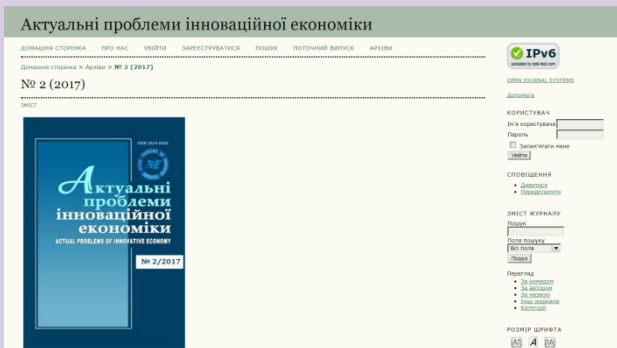 Актуальні проблеми інноваційної економіки
ДОМАШНЯ СТОРІНКА ПРО НАС УВІЙТИ ЗАРЕЄСТРУВАТИСЯ ПОШУК ПОТОЧНИЙ ВИПУСК АРХІВИ
Домашня сторінка > Архіви > № 2 (2017)
№ 2 (2017)
ЗМІСТ
Актуальні
проблеми
інноваційної
економіки
ACTUAL PROBLEMS OF INNOVATIVE ECONOMY
№ 2/2017
IPv6
OPEN JOURNAL SYSTEMS
Допомога
КОРИСТУВАЧ
Ім'я користувача
Пароль
Запам'ятати мене
Увійти
СПОВІЩЕННЯ
Дивитися
Передплатити
ЗМІСТ ЖУРНАЛУ
Пошук
Поля пошуку
Всі поля
Пошук
Перегляд
За номером
За автором
За назвою
Інші журнали
Категорії
РОЗМІР ШРИФТА
A A A